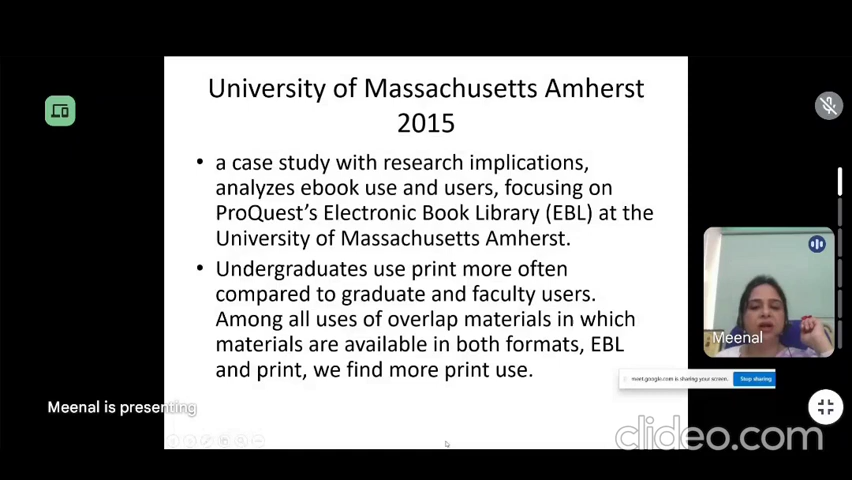 University of Massachusetts Amherst
2015
• a case study with research implications,
analyzes ebook use and users, focusing on
ProQuest's Electronic Book Library (EBL) at the
University of Massachusetts Amherst.
• Undergraduates use print more often
compared to graduate and faculty users.
Among all uses of overlap materials in which
materials are available in both formats, EBL
and print, we find more print use.
Meenal
meet.google.com is sharing your screen.
Stop sharing
Meenal is presenting
clideo.com